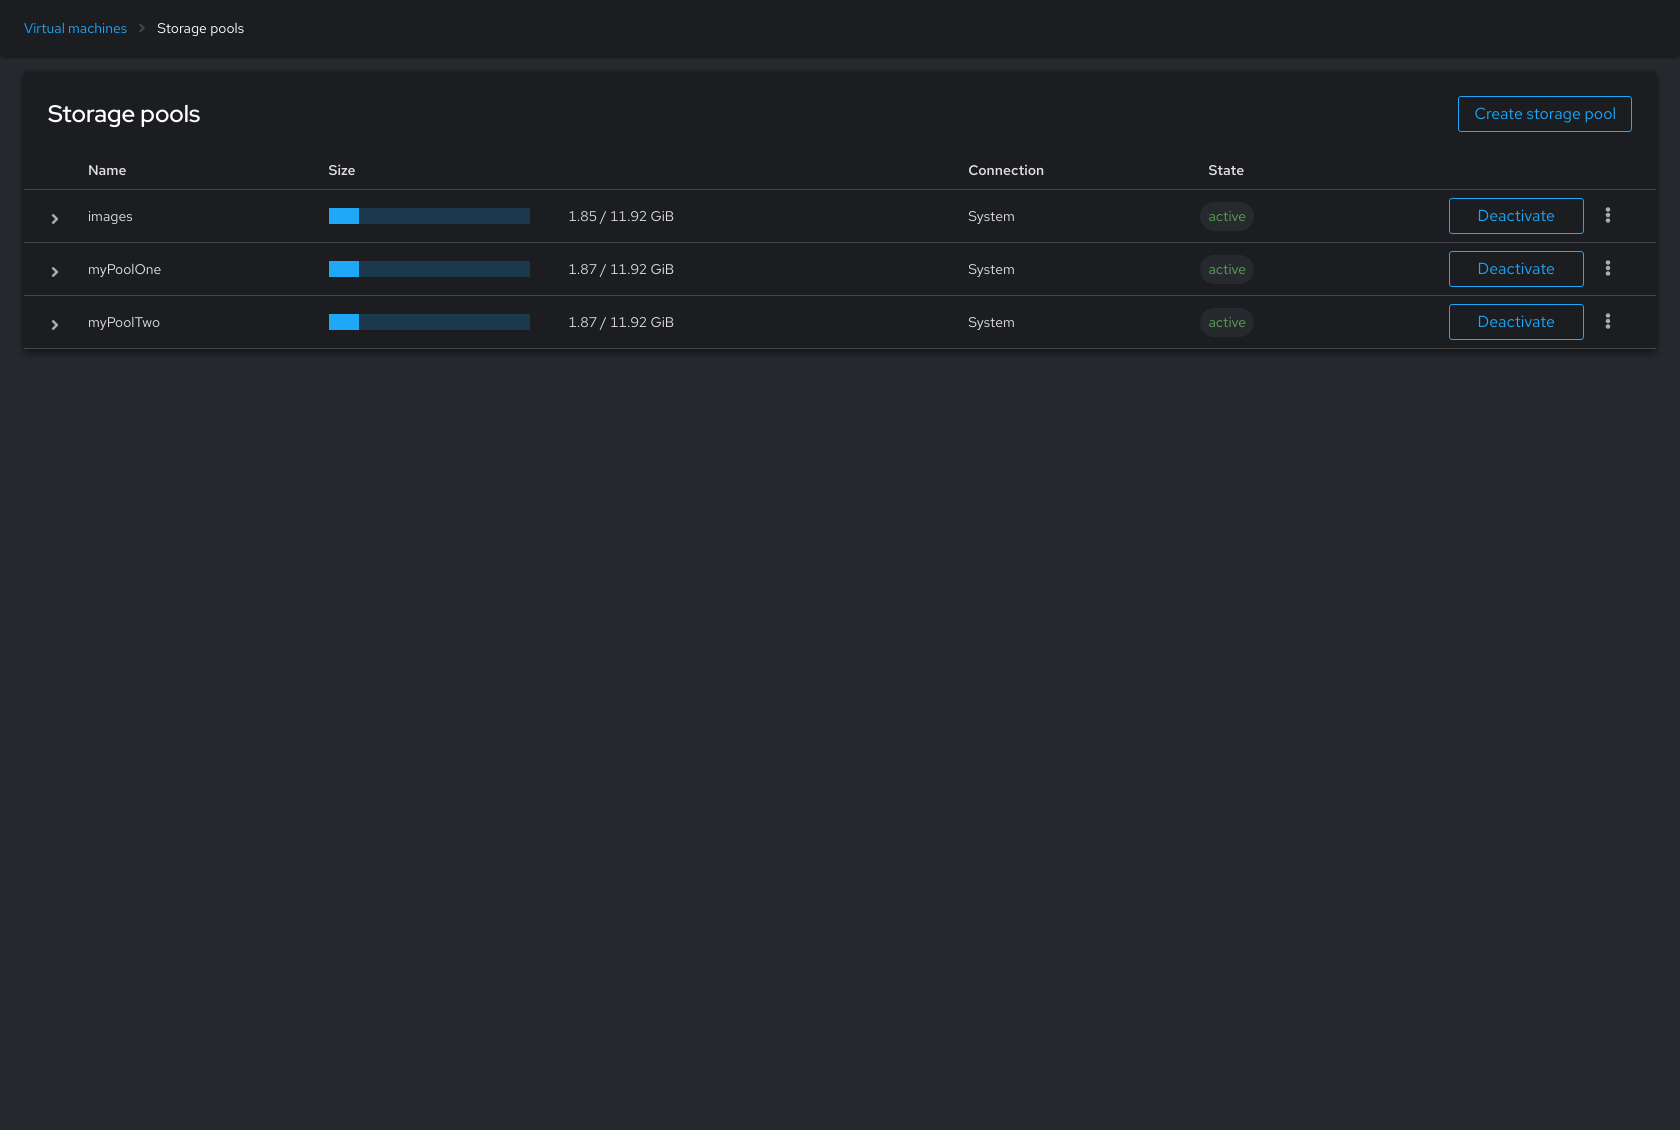 Virtual machines Storage pools
Storage pools Create storage pool
Name Size Connection State
images 1.85 / 11.92 GiB System active Deactivate
myPoolOne 1.87 / 11.92 GiB System active Deactivate
myPoolTwo 1.87 / 11.92 GiB System active Deactivate